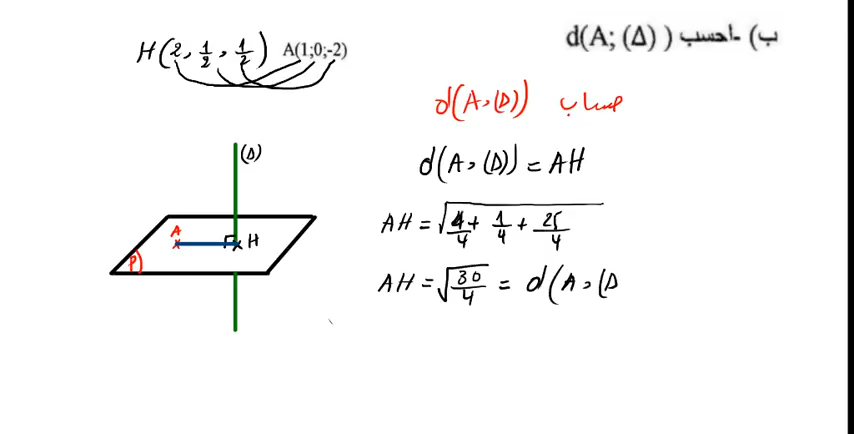 ب) -احسب d(A; (Δ) )
H(2, 1/2, 1/2) A(1;0;-2)
حساب d(A,(Δ))
d(A,(Δ)) = AH
AH = √(4/4 + 1/4 + 25/4)
AH = √(30/4) = d(A,(Δ
(Δ)
A
H
P)